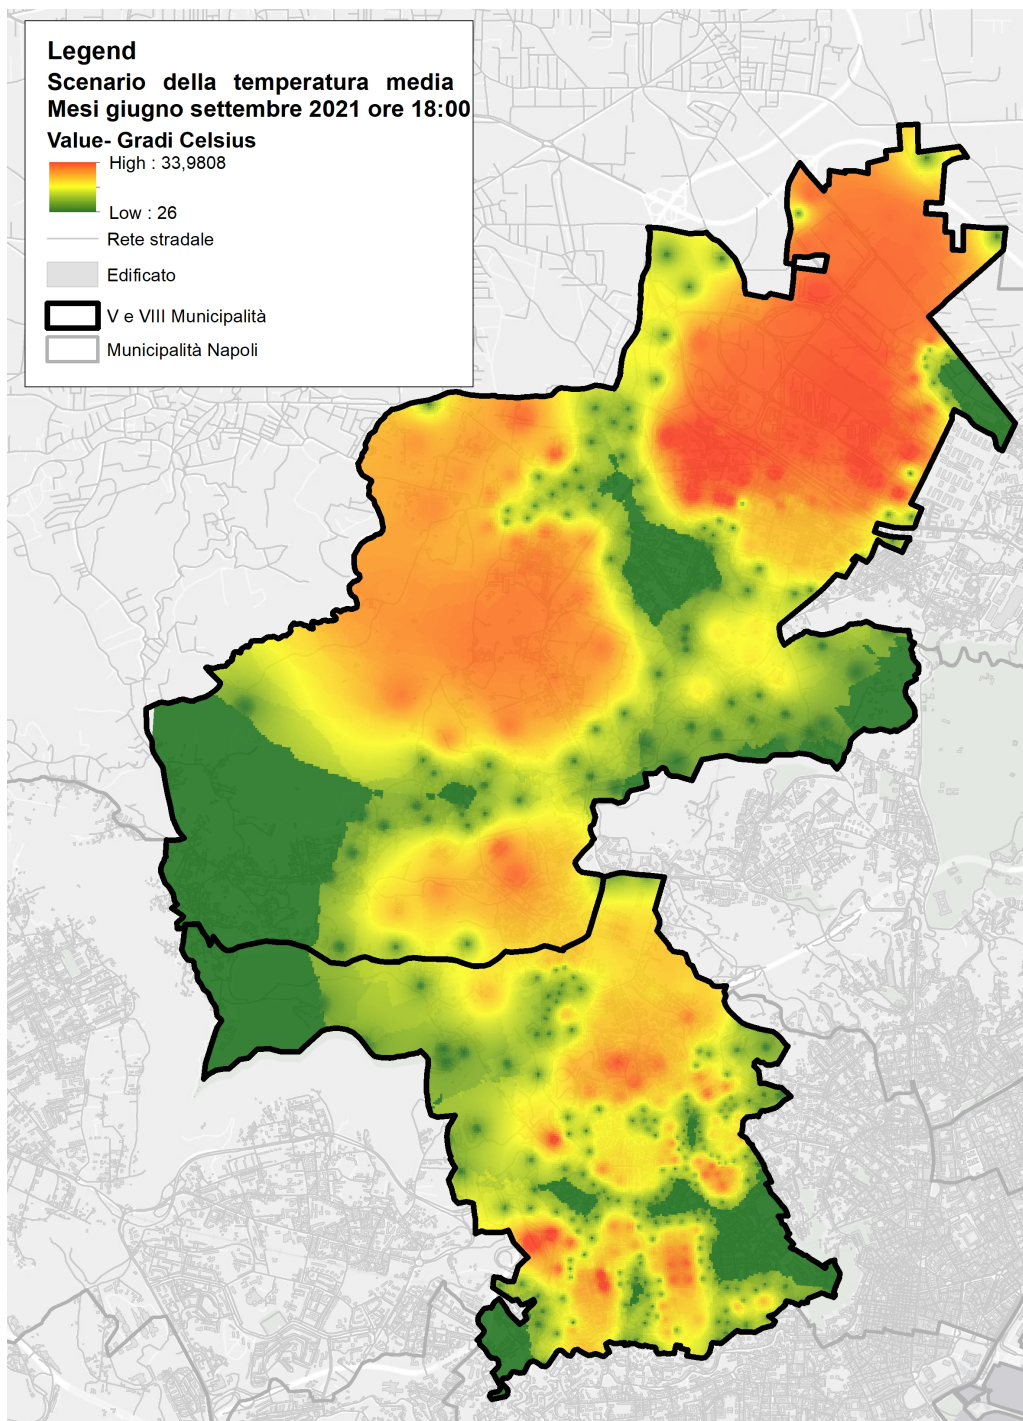 Legend
Scenario della temperatura media
Mesi giugno settembre 2021 ore 18:00
Value- Gradi Celsius
High : 33,9808
Low : 26
Rete stradale
Edificato
V e VIII Municipalità
Municipalità Napoli